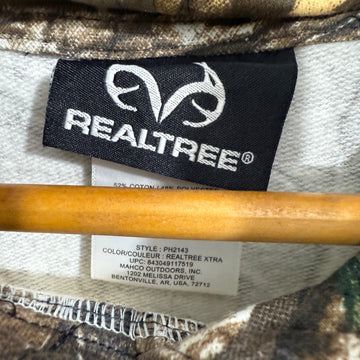 REALTREE®
52% COTTON / 48% POLYESTER
STYLE : PH2143
COLOR/COULEUR : REALTREE XTRA
UPC: 843049117519
MAHCO OUTDOORS, INC.
1202 MELISSA DRIVE
BENTONVILLE, AR, USA, 72712